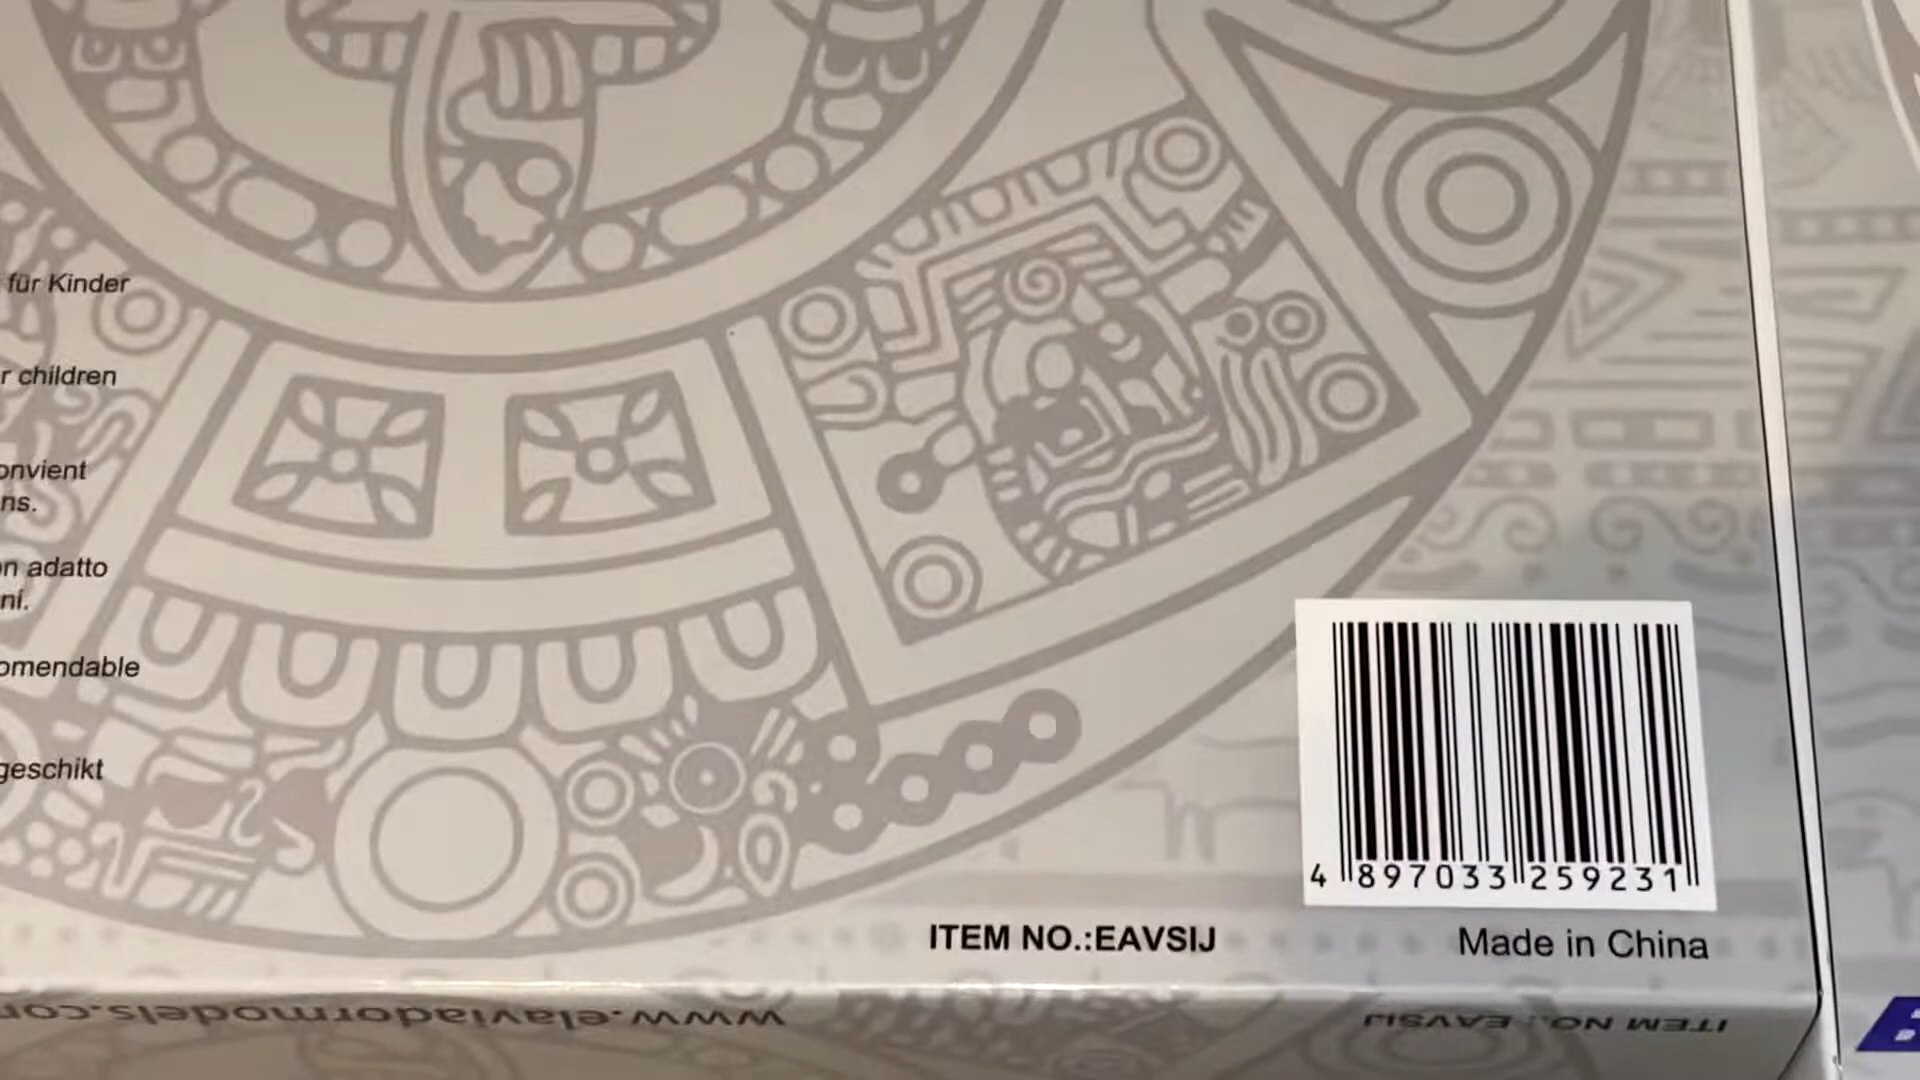 für Kinder
r children
onvient
ns.
n adatto
ni.
omendable
geschikt
4 897033 259231
ITEM NO.:EAVSIJ
Made in China
www.elaviadormodels.com
ITEM NO.:EAVSIJ